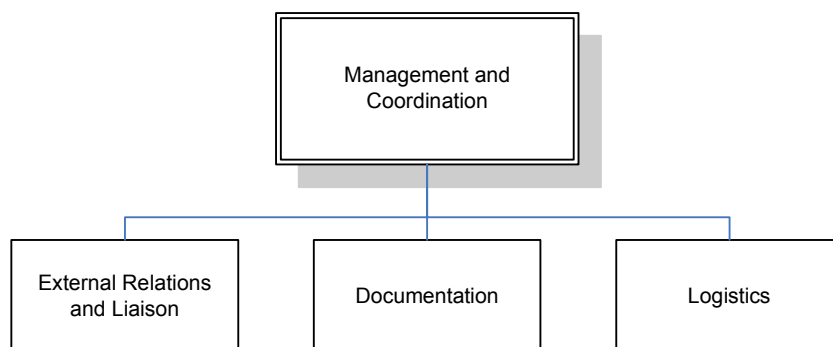 Management and
Coordination
External Relations
and Liaison
Documentation
Logistics